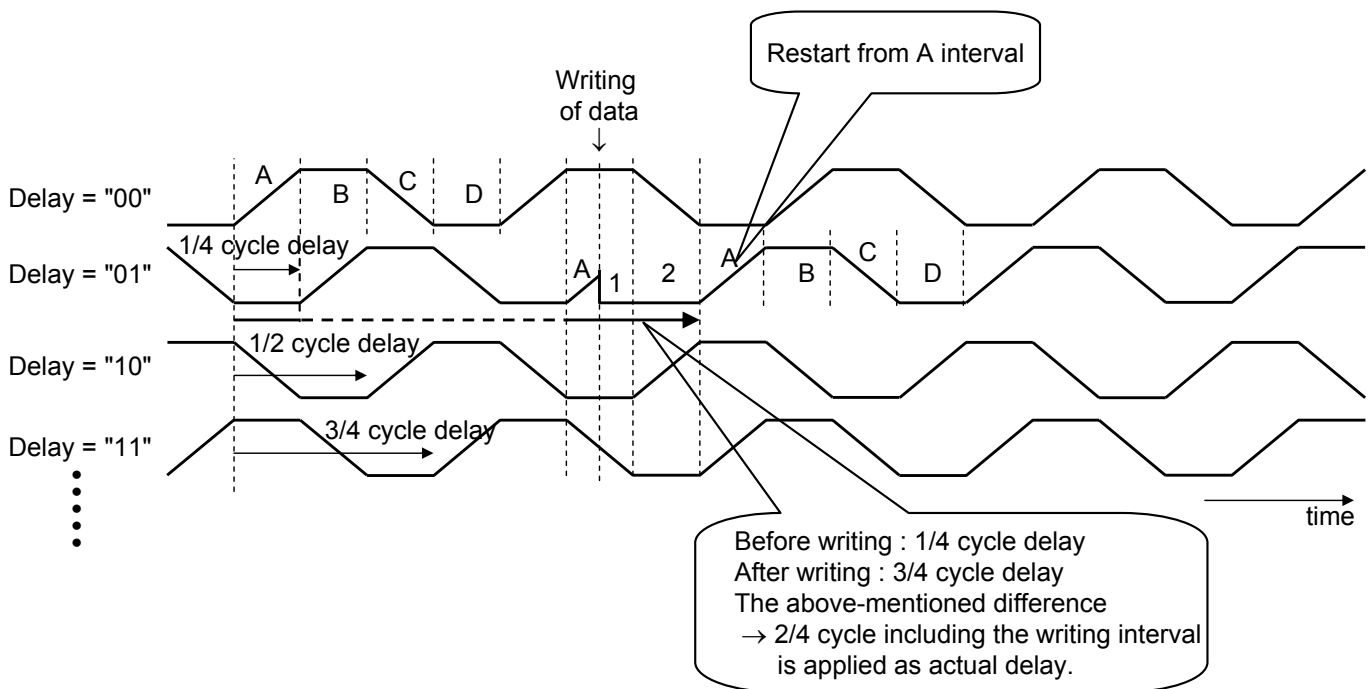 Restart from A interval
Writing
of data
↓
Delay = "00"
A
B
C
D
1/4 cycle delay
Delay = "01"
A
1
2
A
B
C
D
1/2 cycle delay
Delay = "10"
3/4 cycle delay
Delay = "11"
time
Before writing : 1/4 cycle delay
After writing : 3/4 cycle delay
The above-mentioned difference
→ 2/4 cycle including the writing interval
is applied as actual delay.